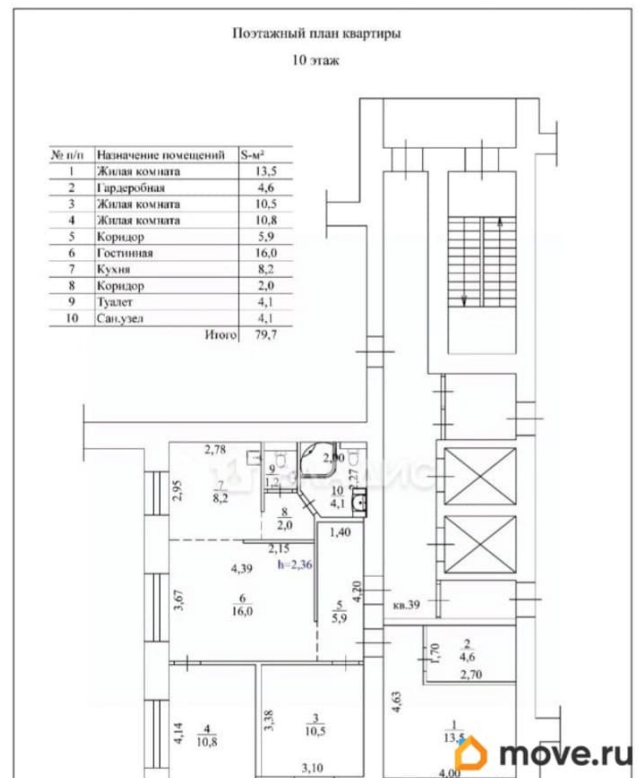 Поэтажный план квартиры
10 этаж
№ п/п Назначение помещений S-м²
1 Жилая комната 13,5
2 Гардеробная 4,6
3 Жилая комната 10,5
4 Жилая комната 10,8
5 Коридор 5,9
6 Гостинная 16,0
7 Кухня 8,2
8 Коридор 2,0
9 Туалет 4,1
10 Сан.узел 4,1
Итого 79,7
2,78
2,95
7
8,2
9
1,2
2,00
2,27
10
4,1
8
2,0
1,40
2,15
4,39
h=2,36
3,67
6
16,0
5
5,9
4,20
кв.39
1,70
2
4,6
2,70
4,63
4,14
4
10,8
3,38
3
10,5
3,10
1
13,5
4,00
move.ru